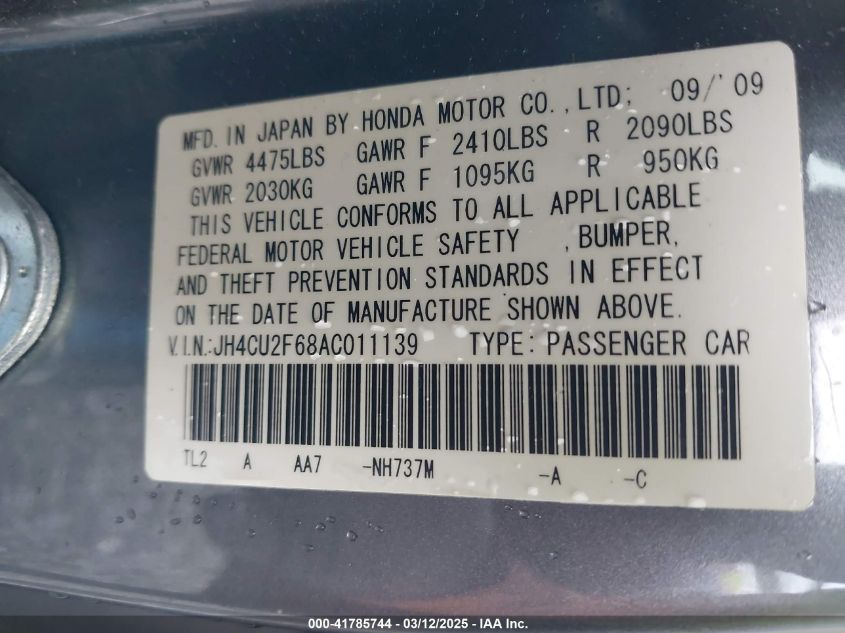 MFD. IN JAPAN BY HONDA MOTOR CO.,LTD; 09/'09
GVWR 4475LBS GAWR F 2410LBS R 2090LBS
GVWR 2030KG GAWR F 1095KG R 950KG
THIS VEHICLE CONFORMS TO ALL APPLICABLE
FEDERAL MOTOR VEHICLE SAFETY ,BUMPER,
AND THEFT PREVENTION STANDARDS IN EFFECT
ON THE DATE OF MANUFACTURE SHOWN ABOVE.
V.I.N.:JH4CU2F68AC011139 TYPE: PASSENGER CAR
TL2 A AA7 -NH737M -A -C
000-41785744 - 03/12/2025 - IAA Inc.